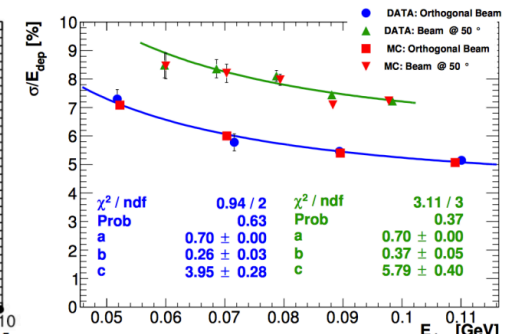 DATA: Orthogonal Beam
DATA: Beam @ 50 °
MC: Orthogonal Beam
MC: Beam @ 50 °
σ/E_dep [%]
10
9
8
7
6
5
4
3
2
1
0
χ² / ndf 0.94 / 2
Prob 0.63
a 0.70 ± 0.00
b 0.26 ± 0.03
c 3.95 ± 0.28
χ² / ndf 3.11 / 3
Prob 0.37
a 0.70 ± 0.00
b 0.37 ± 0.05
c 5.79 ± 0.40
10
0.05 0.06 0.07 0.08 0.09 0.1 0.11
E [GeV]